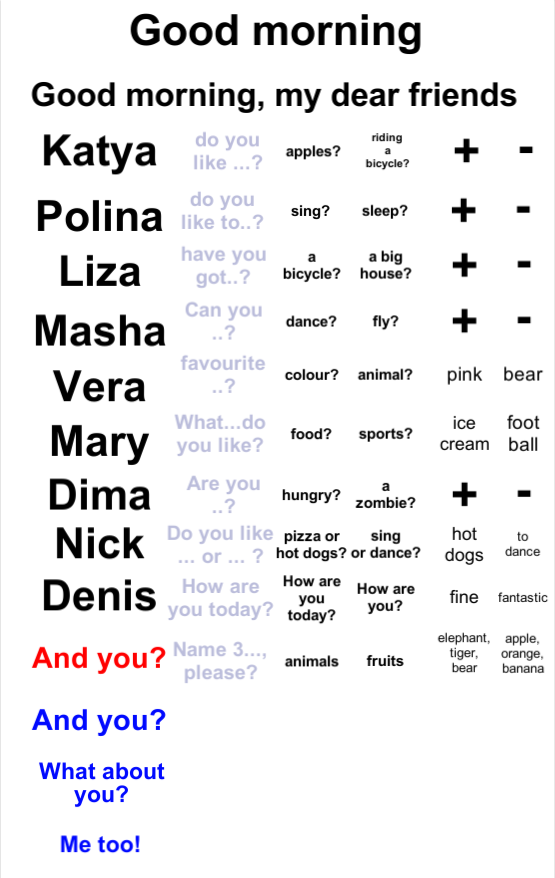 Good morning
Good morning, my dear friends
Katya do you like ...? apples? riding a bicycle? + -
Polina do you like to..? sing? sleep? + -
Liza have you got..? a bicycle? a big house? + -
Masha Can you ..? dance? fly? + -
Vera favourite ..? colour? animal? pink bear
Mary What...do you like? food? sports? ice cream foot ball
Dima Are you ..? hungry? a zombie? + -
Nick Do you like ... or ... ? pizza or hot dogs? sing or dance? hot dogs to dance
Denis How are you today? How are you today? How are you? fine fantastic
And you? Name 3..., please? animals fruits elephant, tiger, bear apple, orange, banana
And you?
What about you?
Me too!